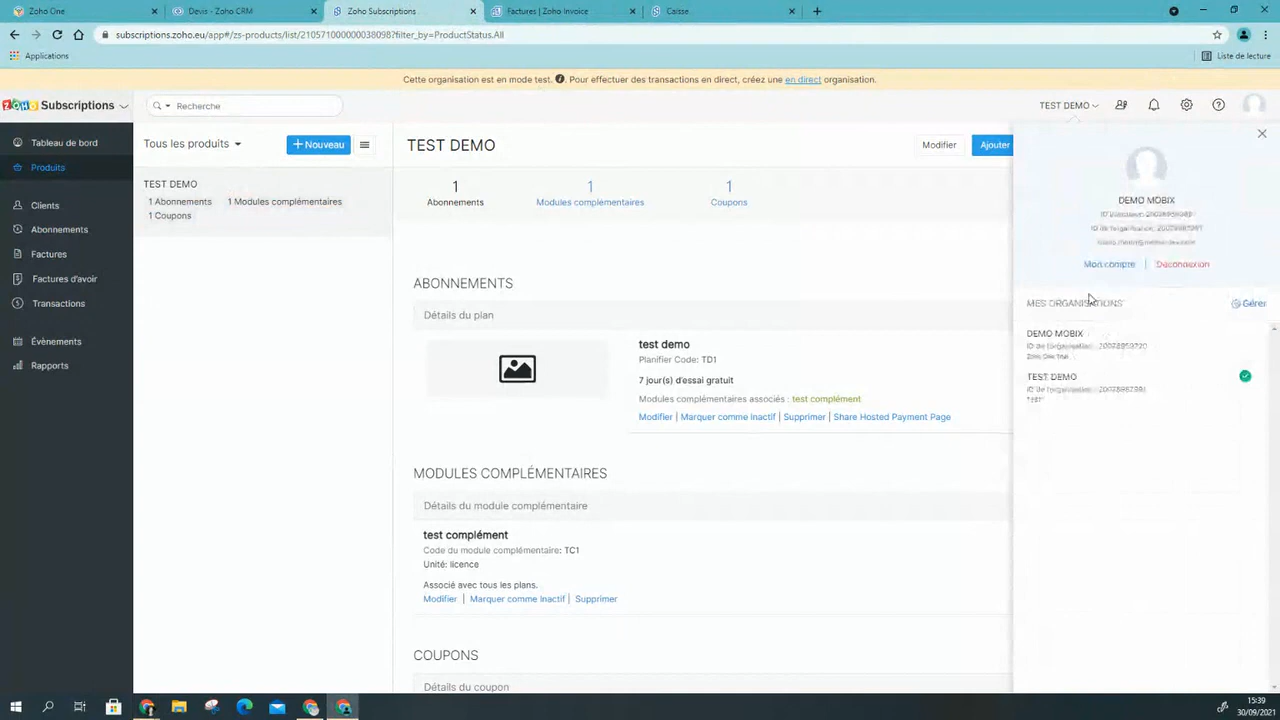 Zoho One
Devis - Zoho CRM
Zoho Subscriptions
Factures | Zoho Invoice
Caisse
subscriptions.zoho.eu/app#/zs-products/list/210571000000038098?filter_by=ProductStatus.All
Applications
Liste de lecture
Cette organisation est en mode test. Pour effectuer des transactions en direct, créez une en direct organisation.
ZOHO Subscriptions
Recherche
TEST DEMO
Tableau de bord
Produits
Clients
Abonnements
Factures
Factures d'avoir
Transactions
Évènements
Rapports
Tous les produits
+ Nouveau
TEST DEMO
1 Abonnements 1 Modules complémentaires
1 Coupons
TEST DEMO
Modifier
Ajouter
1 1 1
Abonnements Modules complementaires Coupons
ABONNEMENTS
Détails du plan
test demo
Planifier Code: TD1
7 jour(s) d'essai gratuit
Modules complémentaires associés : test complément
Modifier | Marquer comme inactif | Supprimer | Share Hosted Payment Page
MODULES COMPLÉMENTAIRES
Détails du module complémentaire
test complément
Code du module complémentaire: TC1
Unité: licence
Associé avec tous les plans.
Modifier | Marquer comme inactif | Supprimer
COUPONS
Détails du coupon
DEMO MOBIX
Mon compte | Déconnexion
MES ORGANISATIONS
Gérer
DEMO MOBIX
TEST DEMO
15:39
30/09/2021